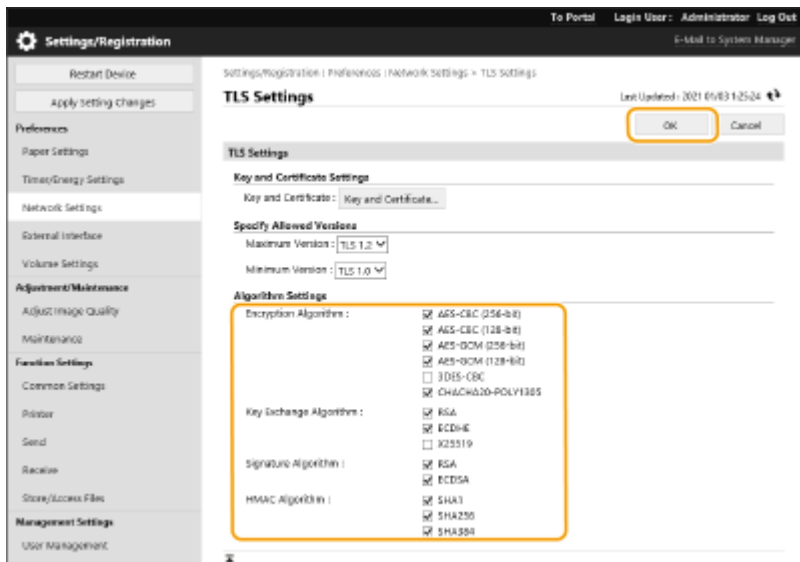 To Portal Login User: Administrator Log Out
Settings/Registration
E-Mail to System Manager
Restart Device
Apply Setting Changes
Preferences
Paper Settings
Timer/Energy Settings
Network Settings
External Interface
Volume Settings
Adjustment/Maintenance
Adjust Image Quality
Maintenance
Function Settings
Common Settings
Printer
Send
Receive
Store/Access Files
Management Settings
User Management
Settings/Registration : Preferences : Network Settings > TLS Settings
TLS Settings
Last Updated : 2021 01/03 1:25:24
OK Cancel
TLS Settings
Key and Certificate Settings
Key and Certificate : Key and Certificate...
Specify Allowed Versions
Maximum Version : TLS 1.2
Minimum Version : TLS 1.0
Algorithm Settings
Encryption Algorithm : AES-CBC (256-bit)
AES-CBC (128-bit)
AES-GCM (256-bit)
AES-GCM (128-bit)
3DES-CBC
CHACHA20-POLY1305
Key Exchange Algorithm : RSA
ECDHE
X25519
Signature Algorithm : RSA
ECDSA
HMAC Algorithm : SHA1
SHA256
SHA384